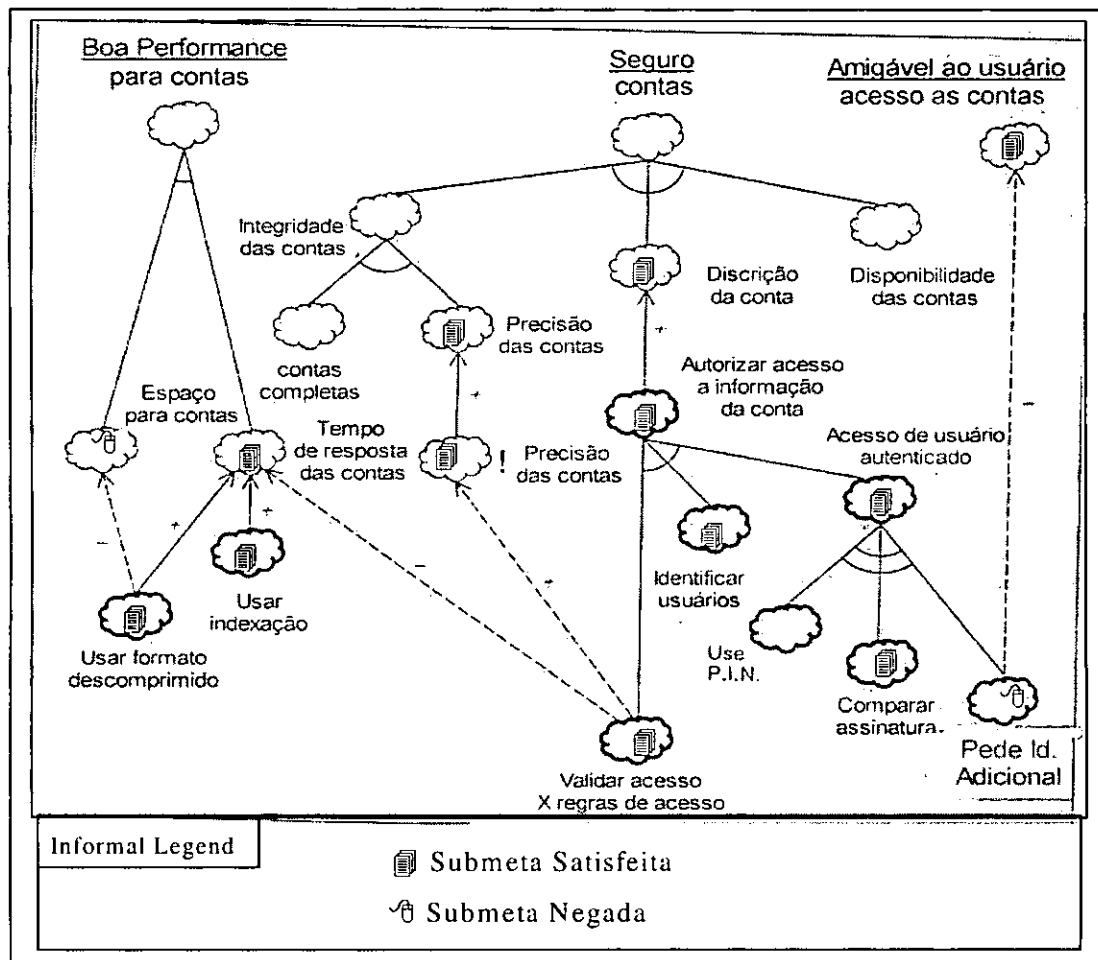 Boa Performance
para contas
Seguro
contas
Amigável ao usuário
acesso as contas
Integridade
das contas
Discrição
da conta
Disponibilidade
das contas
contas
completas
Precisão
das contas
Autorizar acesso
a informação
da conta
Espaço
para contas
Tempo
de resposta
das contas
! Precisão
das contas
Acesso de usuário
autenticado
+
+
+
+
+
-
-
-
Usar
indexação
Identificar
usuários
Usar formato
descomprimido
Use
P.I.N.
Comparar
assinatura
Pede Id.
Adicional
Validar acesso
X regras de acesso
Informal Legend
Submeta Satisfeita
Submeta Negada